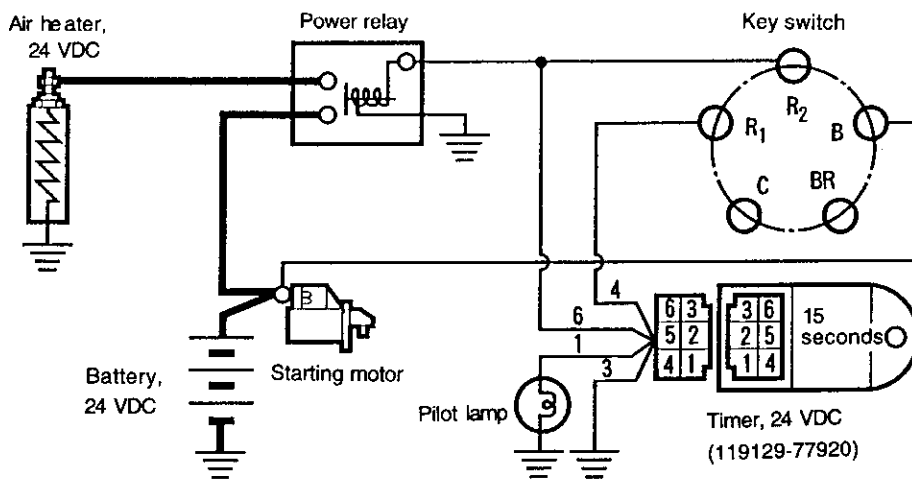 Air heater,
24 VDC
Power relay
Key switch
R1
R2
B
C
BR
B
Starting motor
Battery,
24 VDC
Pilot lamp
4
6
1
3
6 3
5 2
4 1
3 6
2 5
1 4
15
seconds
Timer, 24 VDC
(119129-77920)